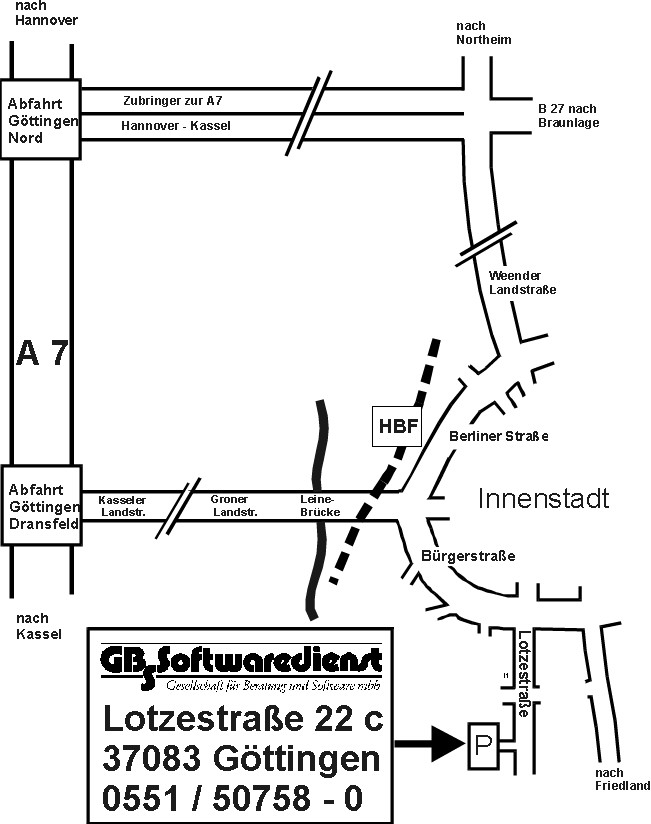 nach
Hannover
nach
Northeim
Abfahrt
Göttingen
Nord
Zubringer zur A7
Hannover - Kassel
B 27 nach
Braunlage
Weender
Landstraße
A 7
HBF
Berliner Straße
Abfahrt
Göttingen
Dransfeld
Kasseler
Landstr.
Groner
Landstr.
Leine-
Brücke
Innenstadt
Bürgerstraße
nach
Kassel
GBS Softwaredienst
Gesellschaft für Beratung und Software mbh
Lotzestraße 22 c
37083 Göttingen
0551 / 50758 - 0
Lotzestraße
P
nach
Friedland